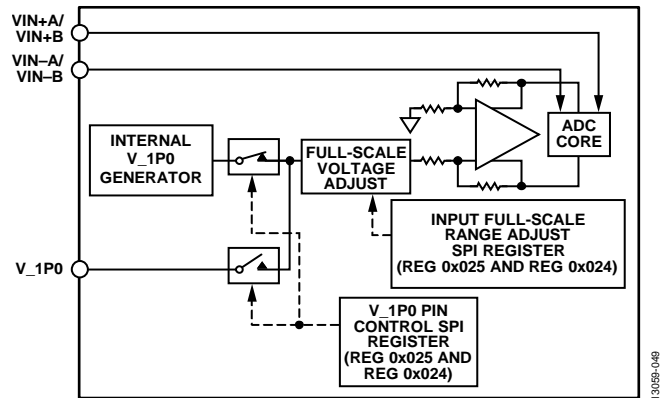 VIN+A/
VIN+B
VIN–A/
VIN–B
INTERNAL
V_1P0
GENERATOR
FULL-SCALE
VOLTAGE
ADJUST
ADC
CORE
INPUT FULL-SCALE
RANGE ADJUST
SPI REGISTER
(REG 0x025 AND REG 0x024)
V_1P0
V_1P0 PIN
CONTROL SPI
REGISTER
(REG 0x025 AND
REG 0x024)
13059-049